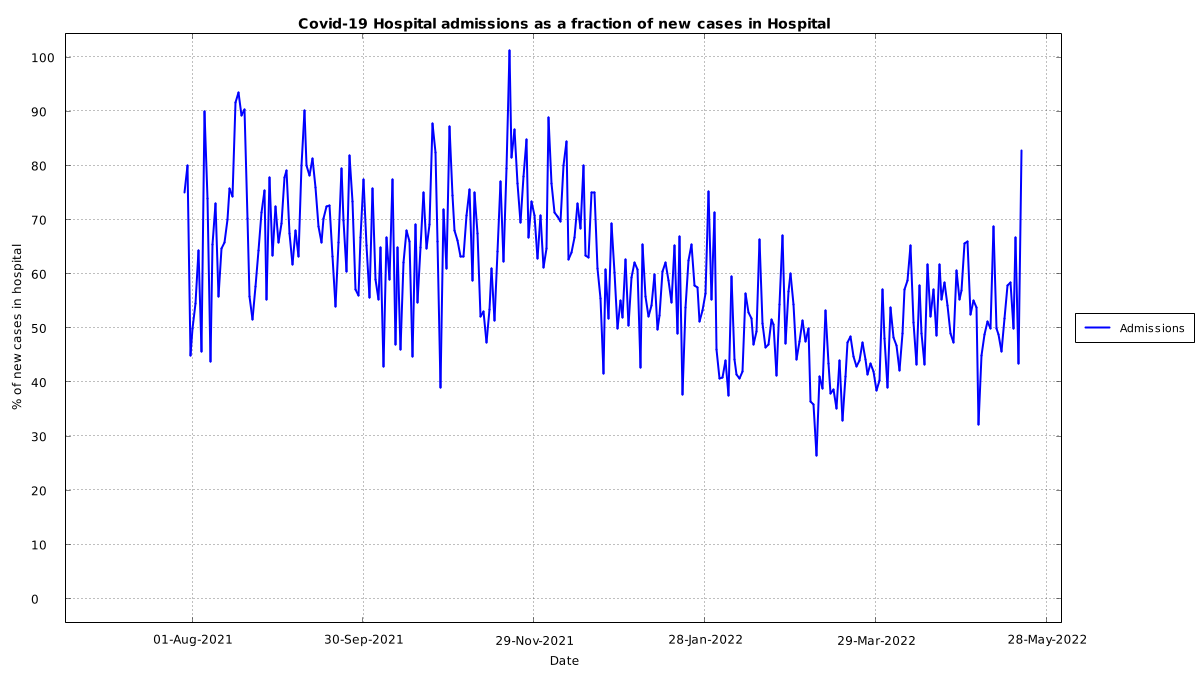 Covid-19 Hospital admissions as a fraction of new cases in Hospital
100
90
80
70
60
50
40
30
20
10
0
% of new cases in hospital
01-Aug-2021
30-Sep-2021
29-Nov-2021
28-Jan-2022
29-Mar-2022
28-May-2022
Date
Admissions